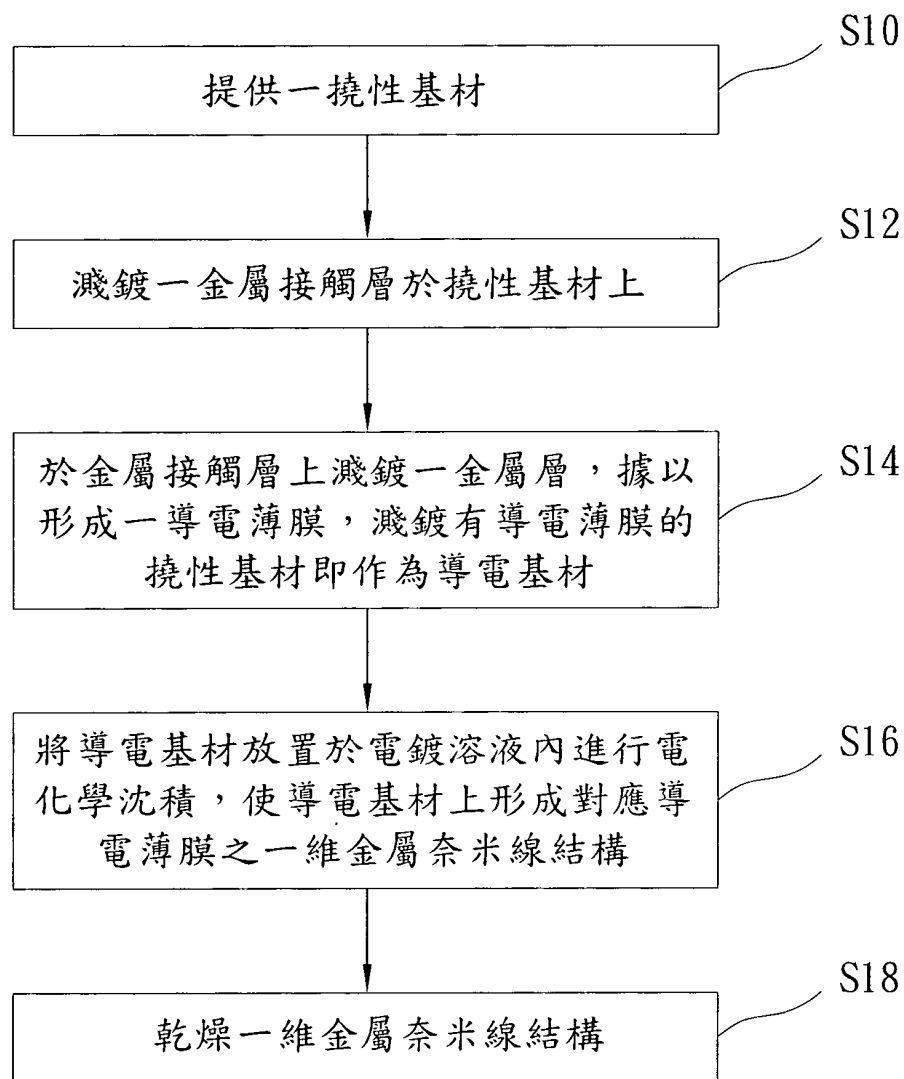 S10
提供一撓性基材
S12
濺鍍一金屬接觸層於撓性基材上
S14
於金屬接觸層上濺鍍一金屬層，據以
形成一導電薄膜，濺鍍有導電薄膜的
撓性基材即作為導電基材
S16
將導電基材放置於電鍍溶液內進行電
化學沈積，使導電基材上形成對應導
電薄膜之一維金屬奈米線結構
S18
乾燥一維金屬奈米線結構